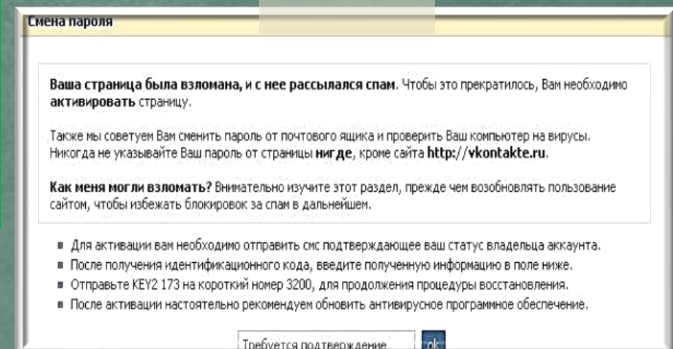 Смена пароля
Ваша страница была взломана, и с нее рассылался спам. Чтобы это прекратилось, Вам необходимо
активировать страницу.
Также мы советуем Вам сменить пароль от почтового ящика и проверить Ваш компьютер на вирусы.
Никогда не указывайте Ваш пароль от страницы нигде, кроме сайта http://vkontakte.ru.
Как меня могли взломать? Внимательно изучите этот раздел, прежде чем возобновлять пользование
сайтом, чтобы избежать блокировок за спам в дальнейшем.
Для активации вам необходимо отправить смс подтверждающее ваш статус владельца аккаунта.
После получения идентификационного кода, введите полученную информацию в поле ниже.
Отправьте KEY2 173 на короткий номер 3200, для продолжения процедуры восстановления.
После активации настоятельно рекомендуем обновить антивирусное программное обеспечение.
Требуется подтверждение ok